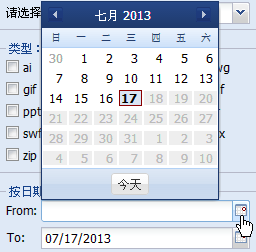 请选择
七月 2013
日 一 二 三 四 五 六
30 1 2 3 4 5 6
7 8 9 10 11 12 13
14 15 16 17 18 19 20
21 22 23 24 25 26 27
28 29 30 31 1 2 3
4 5 6 7 8 9 10
今天
类型:
ai
gif
ppt
swf
zip
wg
f
x
按日期
From:
To: 07/17/2013